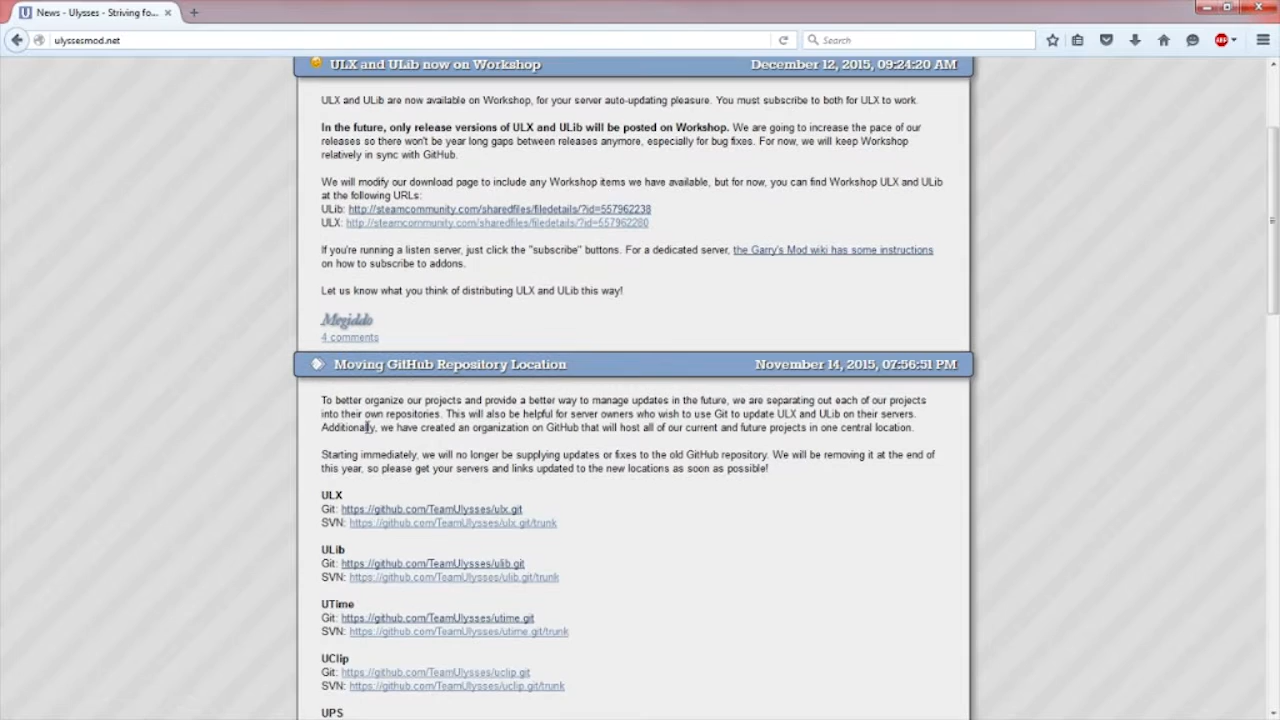 News - Ulysses - Striving fo...
ulyssesmod.net
Search
ABP
ULX and ULib now on Workshop
December 12, 2015, 09:24:20 AM
ULX and ULib are now available on Workshop, for your server auto-updating pleasure. You must subscribe to both for ULX to work.
In the future, only release versions of ULX and ULib will be posted on Workshop. We are going to increase the pace of our
releases so there won't be year long gaps between releases anymore, especially for bug fixes. For now, we will keep Workshop
relatively in sync with GitHub.
We will modify our download page to include any Workshop items we have available, but for now, you can find Workshop ULX and ULib
at the following URLs:
ULib: http://steamcommunity.com/sharedfiles/filedetails/?id=557962238
ULX: http://steamcommunity.com/sharedfiles/filedetails/?id=557962280
If you're running a listen server, just click the "subscribe" buttons. For a dedicated server, the Garry's Mod wiki has some instructions
on how to subscribe to addons.
Let us know what you think of distributing ULX and ULib this way!
Megiddo
4 comments
Moving GitHub Repository Location
November 14, 2015, 07:56:51 PM
To better organize our projects and provide a better way to manage updates in the future, we are separating out each of our projects
into their own repositories. This will also be helpful for server owners who wish to use Git to update ULX and ULib on their servers.
Additionally, we have created an organization on GitHub that will host all of our current and future projects in one central location.
Starting immediately, we will no longer be supplying updates or fixes to the old GitHub repository. We will be removing it at the end of
this year, so please get your servers and links updated to the new locations as soon as possible!
ULX
Git: https://github.com/TeamUlysses/ulx.git
SVN: https://github.com/TeamUlysses/ulx.git/trunk
ULib
Git: https://github.com/TeamUlysses/ulib.git
SVN: https://github.com/TeamUlysses/ulib.git/trunk
UTime
Git: https://github.com/TeamUlysses/utime.git
SVN: https://github.com/TeamUlysses/utime.git/trunk
UClip
Git: https://github.com/TeamUlysses/uclip.git
SVN: https://github.com/TeamUlysses/uclip.git/trunk
UPS